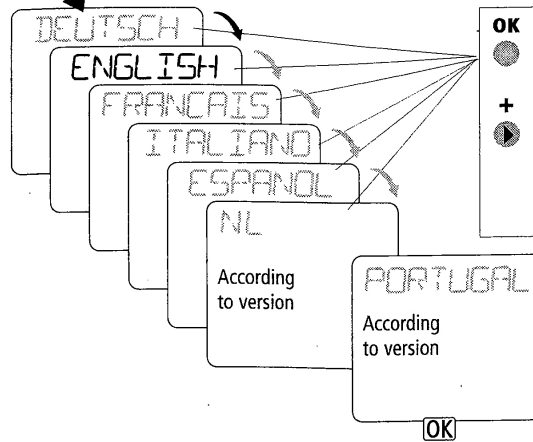 DEUTSCH
ENGLISH
FRANCAIS
ITALIANO
ESPANOL
NL
According
to version
PORTUGAL
According
to version
OK
OK
+